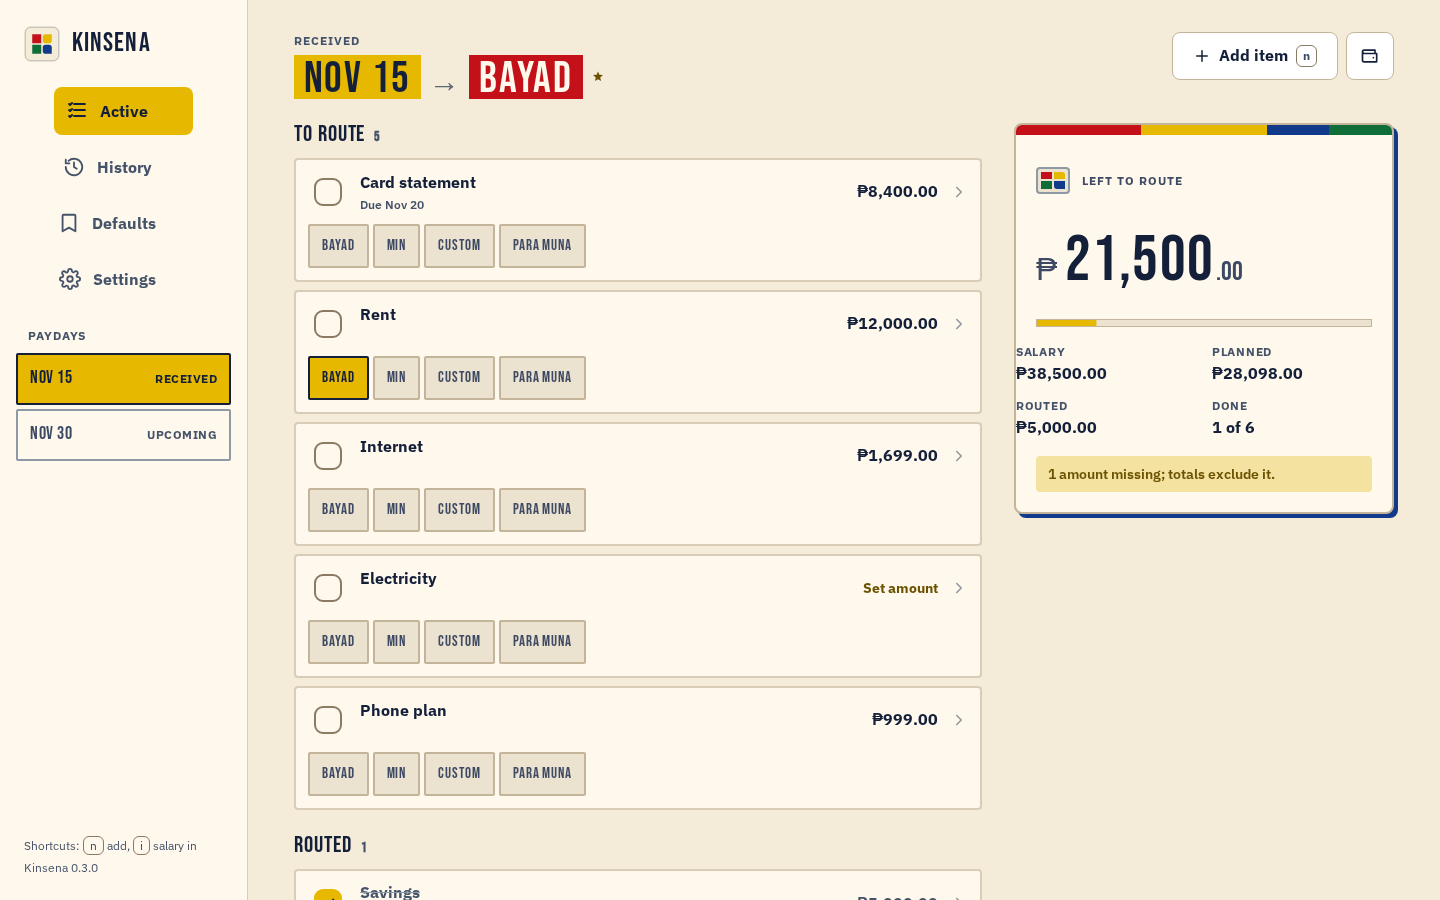 KINSENA
Active
History
Defaults
Settings
PAYDAYS
NOV 15 RECEIVED
NOV 30 UPCOMING
Shortcuts: n add, i salary in
Kinsena 0.3.0
RECEIVED
NOV 15 → BAYAD ★
Add item n
TO ROUTE 5
Card statement
Due Nov 20
₱8,400.00
BAYAD MIN CUSTOM PARA MUNA
Rent
₱12,000.00
BAYAD MIN CUSTOM PARA MUNA
Internet
₱1,699.00
BAYAD MIN CUSTOM PARA MUNA
Electricity
Set amount
BAYAD MIN CUSTOM PARA MUNA
Phone plan
₱999.00
BAYAD MIN CUSTOM PARA MUNA
ROUTED 1
Savings
₱5,000.00
LEFT TO ROUTE
₱ 21,500.00
SALARY PLANNED
₱38,500.00 ₱28,098.00
ROUTED DONE
₱5,000.00 1 of 6
1 amount missing; totals exclude it.